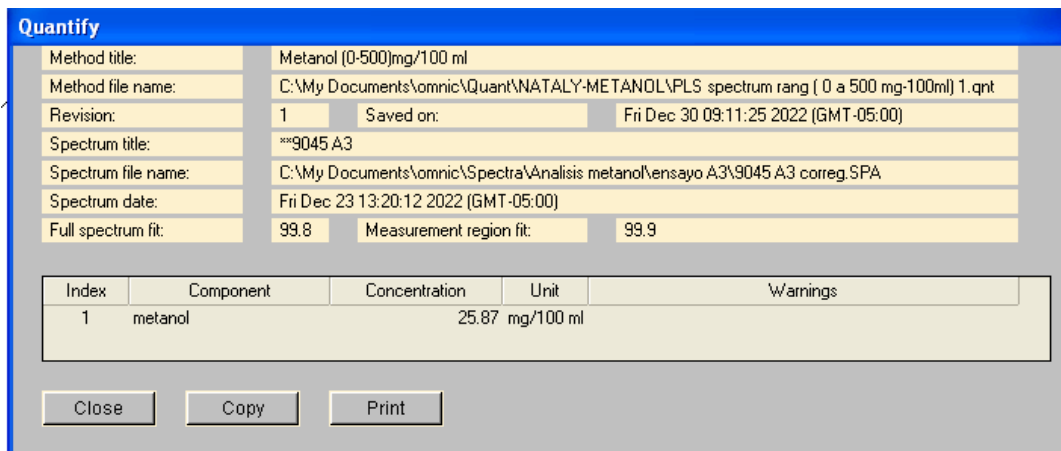 Quantify
Method title: Metanol (0-500)mg/100 ml
Method file name: C:\My Documents\omnic\Quant\NATALY-METANOL\PLS spectrum rang ( 0 a 500 mg-100ml) 1.qnt
Revision: 1 Saved on: Fri Dec 30 09:11:25 2022 (GMT-05:00)
Spectrum title: **9045 A3
Spectrum file name: C:\My Documents\omnic\Spectra\Analisis metanol\ensayo A3\9045 A3 correg.SPA
Spectrum date: Fri Dec 23 13:20:12 2022 (GMT-05:00)
Full spectrum fit: 99.8 Measurement region fit: 99.9
Index Component Concentration Unit Warnings
1 metanol 25.87 mg/100 ml
Close Copy Print